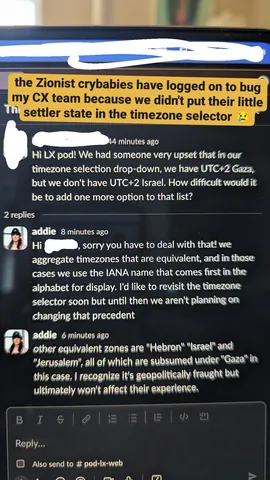 the Zionist crybabies have logged on to bug
my CX team because we didn't put their little
settler state in the timezone selector 😢
Th
44 minutes ago
Hi LX pod! We had someone very upset that in our
timezone selection drop-down, we have UTC+2 Gaza,
but we don't have UTC+2 Israel. How difficult would it
be to add one more option to that list?
2 replies
addie 8 minutes ago
Hi , sorry you have to deal with that! we
aggregate timezones that are equivalent, and in those
cases we use the IANA name that comes first in the
alphabet for display. I'd like to revisit the timezone
selector soon but until then we aren't planning on
changing that precedent
addie 6 minutes ago
other equivalent zones are "Hebron" "Israel" and
"Jerusalem", all of which are subsumed under "Gaza" in
this case. I recognize it's geopolitically fraught but
ultimately won't affect their experience.
B I S
Reply...
Also send to # pod-lx-web